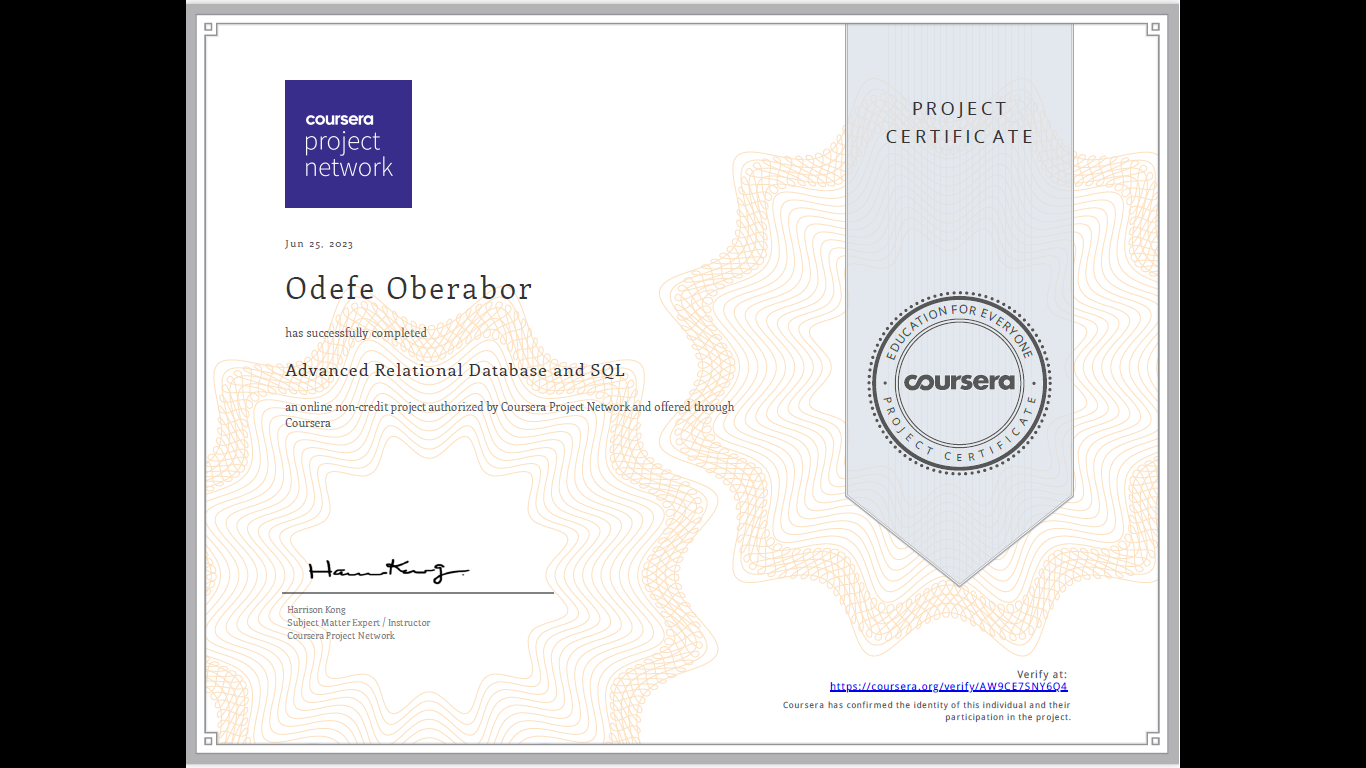 coursera
project
network
PROJECT
CERTIFICATE
Jun 25, 2023
Odefe Oberabor
has successfully completed
Advanced Relational Database and SQL
an online non-credit project authorized by Coursera Project Network and offered through
Coursera
EDUCATION FOR EVERYONE
coursera
PROJECT CERTIFICATE
Harrison Kong
Subject Matter Expert / Instructor
Coursera Project Network
Verify at:
https://coursera.org/verify/AW9CE7SNY6Q4
Coursera has confirmed the identity of this individual and their
participation in the project.